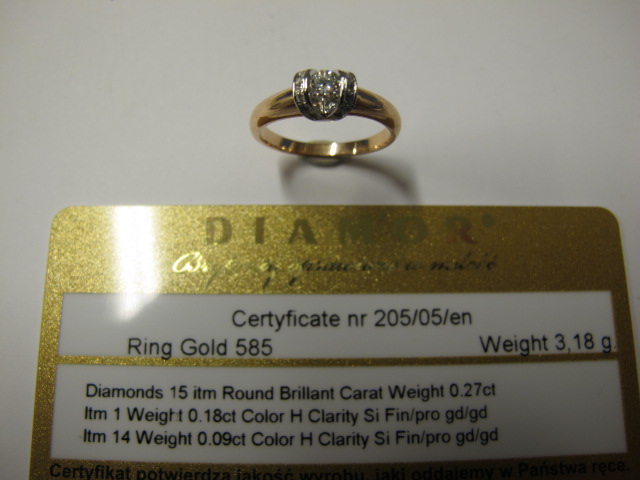 DIAMOR®
Certyficate nr 205/05/en
Ring Gold 585 Weight 3,18 g
Diamonds 15 itm Round Brillant Carat Weight 0.27ct
Itm 1 Weight 0.18ct Color H Clarity Si Fin/pro gd/gd
Itm 14 Weight 0.09ct Color H Clarity Si Fin/pro gd/gd
Certyfikat potwierdza jakość wyrobu, jaki oddajemy w Państwa ręce.